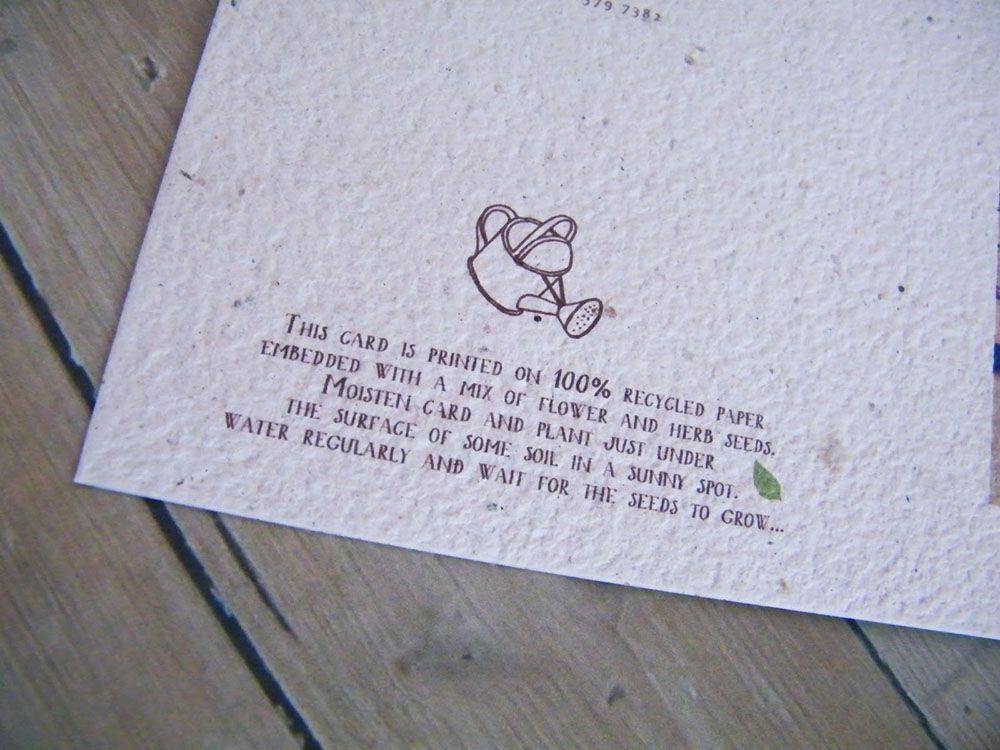 579 7382
This card is printed on 100% recycled paper
embedded with a mix of flower and herb seeds.
Moisten card and plant just under
the surface of some soil in a sunny spot.
water regularly and wait for the seeds to grow...